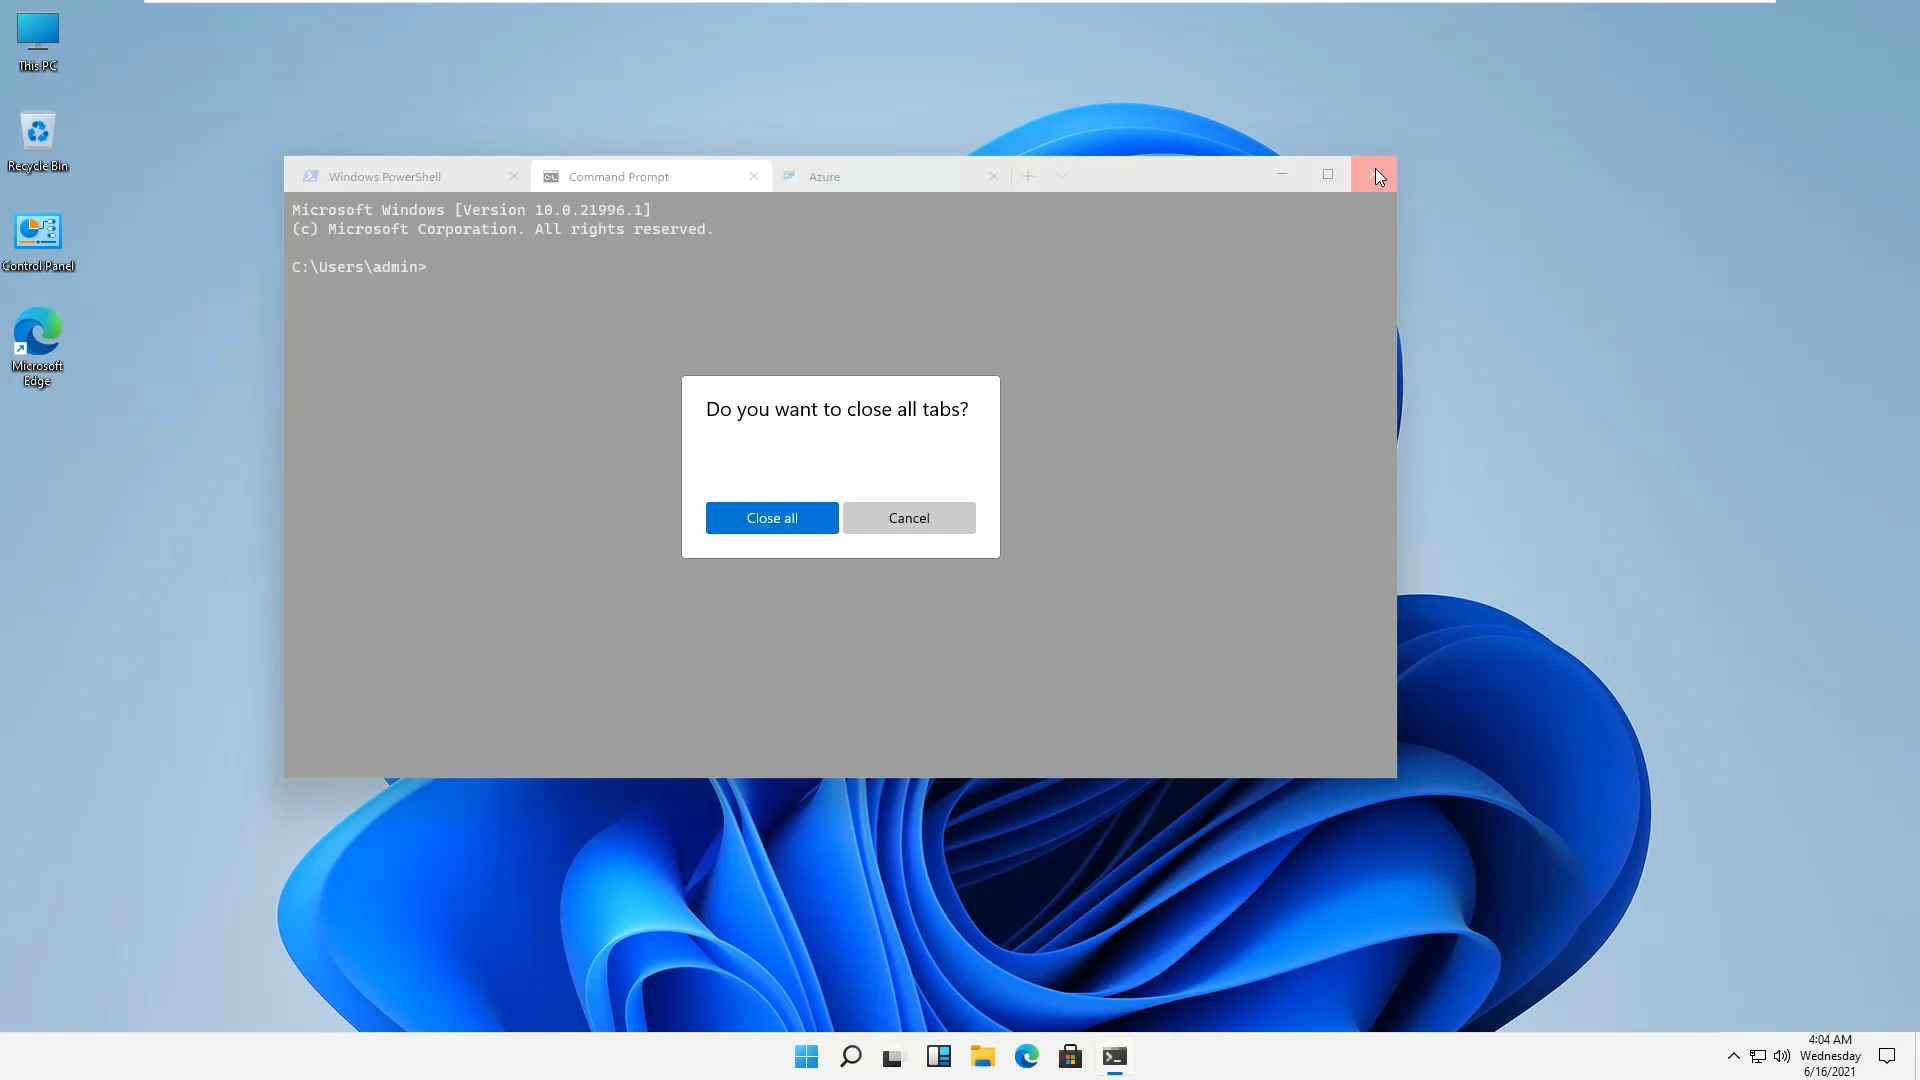 This PC
Recycle Bin
Control Panel
Microsoft
Edge
Windows PowerShell
Command Prompt
Azure
Microsoft Windows [Version 10.0.21996.1]
(c) Microsoft Corporation. All rights reserved.
C:\Users\admin>
Do you want to close all tabs?
Close all
Cancel
4:04 AM
Wednesday
6/16/2021